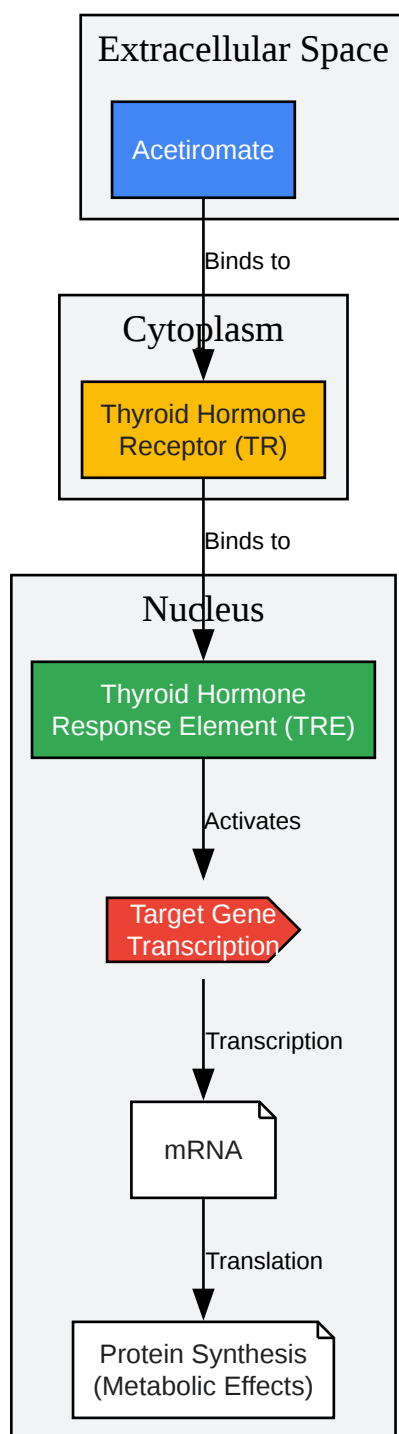 Extracellular Space
Acetiromate
Binds to
Cytoplasm
Thyroid Hormone
Receptor (TR)
Binds to
Nucleus
Thyroid Hormone
Response Element (TRE)
Activates
Target Gene
Transcription
Transcription
mRNA
Translation
Protein Synthesis
(Metabolic Effects)